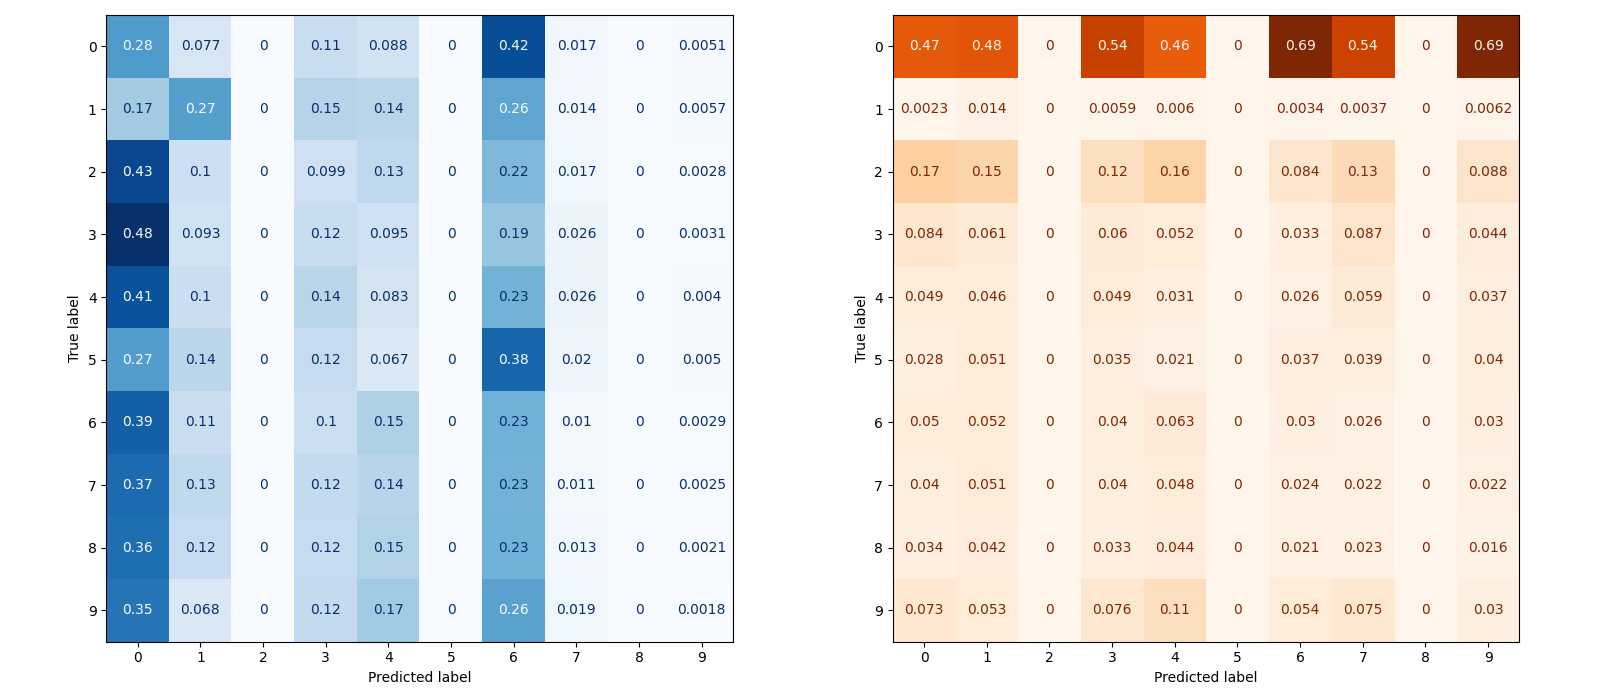 0 0.28 0.077 0 0.11 0.088 0 0.42 0.017 0 0.0051
1 0.17 0.27 0 0.15 0.14 0 0.26 0.014 0 0.0057
2 0.43 0.1 0 0.099 0.13 0 0.22 0.017 0 0.0028
3 0.48 0.093 0 0.12 0.095 0 0.19 0.026 0 0.0031
4 0.41 0.1 0 0.14 0.083 0 0.23 0.026 0 0.004
5 0.27 0.14 0 0.12 0.067 0 0.38 0.02 0 0.005
6 0.39 0.11 0 0.1 0.15 0 0.23 0.01 0 0.0029
7 0.37 0.13 0 0.12 0.14 0 0.23 0.011 0 0.0025
8 0.36 0.12 0 0.12 0.15 0 0.23 0.013 0 0.0021
9 0.35 0.068 0 0.12 0.17 0 0.26 0.019 0 0.0018
0 1 2 3 4 5 6 7 8 9
Predicted label
True label
0 0.47 0.48 0 0.54 0.46 0 0.69 0.54 0 0.69
1 0.0023 0.014 0 0.0059 0.006 0 0.0034 0.0037 0 0.0062
2 0.17 0.15 0 0.12 0.16 0 0.084 0.13 0 0.088
3 0.084 0.061 0 0.06 0.052 0 0.033 0.087 0 0.044
4 0.049 0.046 0 0.049 0.031 0 0.026 0.059 0 0.037
5 0.028 0.051 0 0.035 0.021 0 0.037 0.039 0 0.04
6 0.05 0.052 0 0.04 0.063 0 0.03 0.026 0 0.03
7 0.04 0.051 0 0.04 0.048 0 0.024 0.022 0 0.022
8 0.034 0.042 0 0.033 0.044 0 0.021 0.023 0 0.016
9 0.073 0.053 0 0.076 0.11 0 0.054 0.075 0 0.03
0 1 2 3 4 5 6 7 8 9
Predicted label
True label